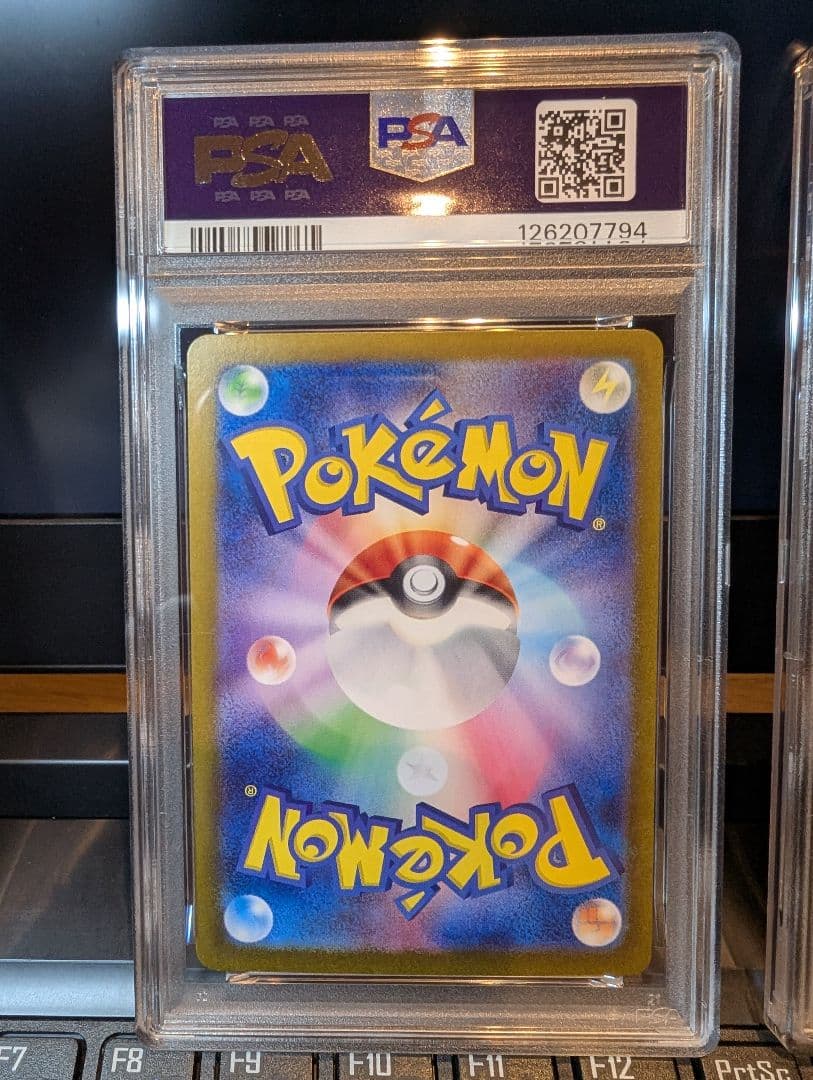 PSA PSA PSA
PSA
PSA PSA PSA
PSA
126207794
POKéMON
®
®
POKéMON
F7
F8
F9
F10
F11
F12
PrtSc